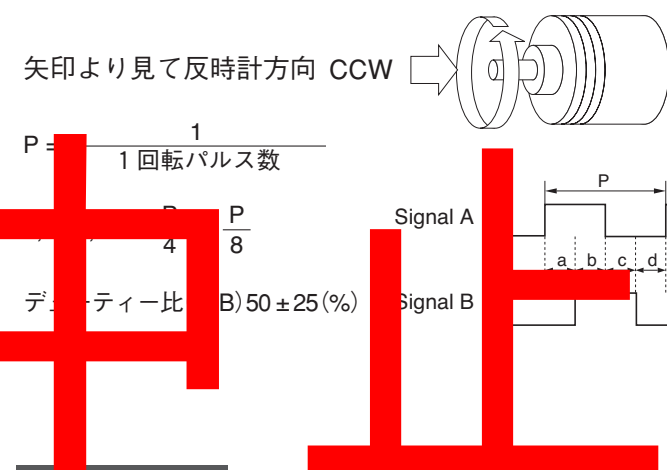 矢印より見て反時計方向 CCW
P = 1
1回転パルス数
P
4
P
8
デューティー比 B) 50±25(%)
Signal A
P
a b c d
Signal B
中止